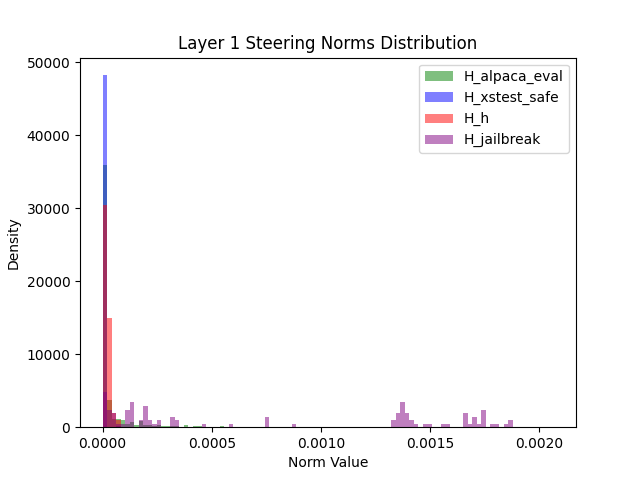 Layer 1 Steering Norms Distribution
H_alpaca_eval
H_xstest_safe
H_h
H_jailbreak
50000
40000
30000
20000
10000
0
Density
0.0000
0.0005
0.0010
0.0015
0.0020
Norm Value